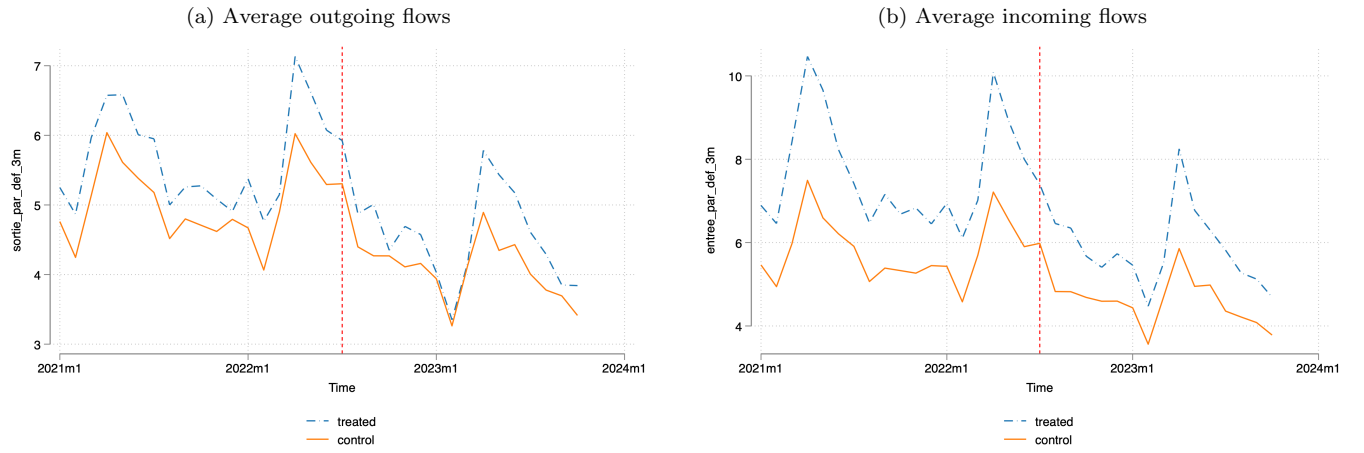 (a) Average outgoing flows
sortie_par_def_3m
7
6
5
4
3
2021m1 2022m1 2023m1 2024m1
Time
treated
control
(b) Average incoming flows
entree_par_def_3m
10
8
6
4
2021m1 2022m1 2023m1 2024m1
Time
treated
control